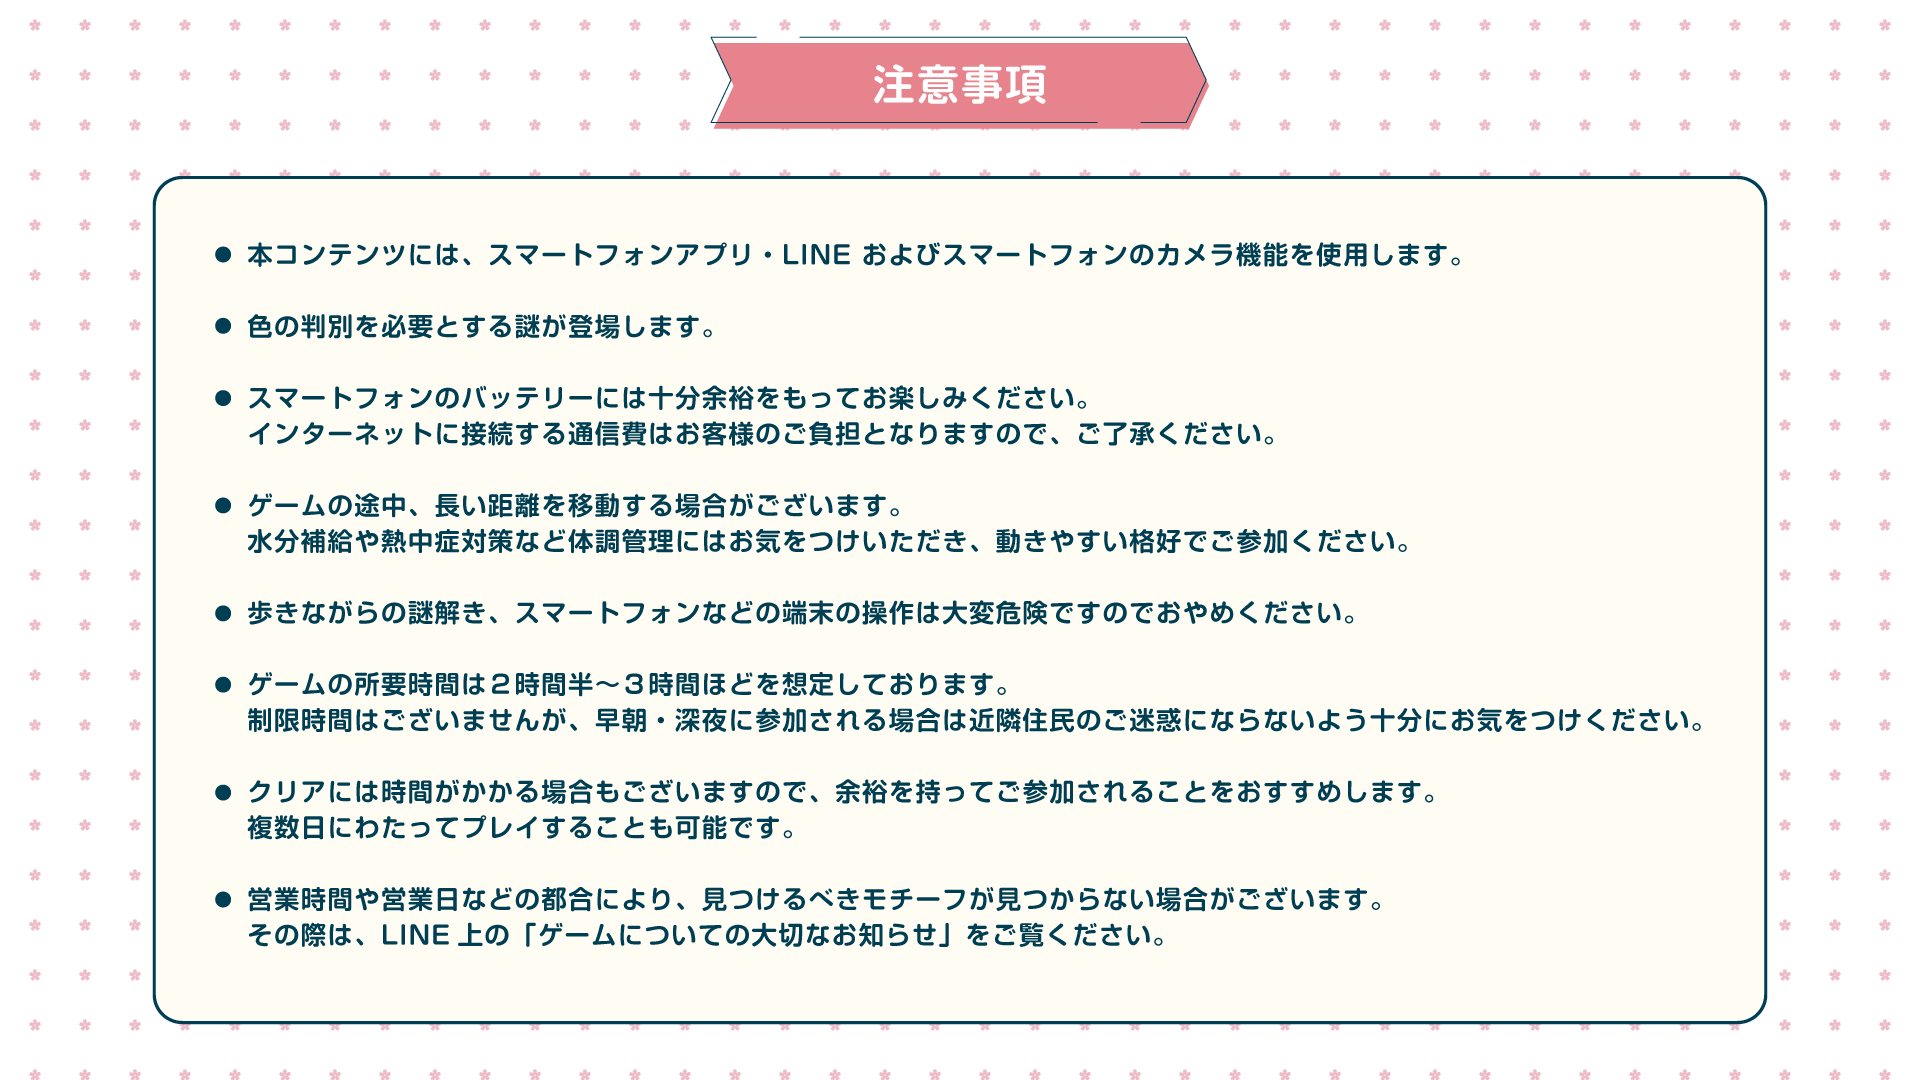 注意事項
● 本コンテンツには、スマートフォンアプリ・LINE およびスマートフォンのカメラ機能を使用します。
● 色の判別を必要とする謎が登場します。
● スマートフォンのバッテリーには十分余裕をもってお楽しみください。
インターネットに接続する通信費はお客様のご負担となりますので、ご了承ください。
● ゲームの途中、長い距離を移動する場合がございます。
水分補給や熱中症対策など体調管理にはお気をつけいただき、動きやすい格好でご参加ください。
● 歩きながらの謎解き、スマートフォンなどの端末の操作は大変危険ですのでおやめください。
● ゲームの所要時間は２時間半〜３時間ほどを想定しております。
制限時間はございませんが、早朝・深夜に参加される場合は近隣住民のご迷惑にならないよう十分にお気をつけください。
● クリアには時間がかかる場合もございますので、余裕を持ってご参加されることをおすすめします。
複数日にわたってプレイすることも可能です。
● 営業時間や営業日などの都合により、見つけるべきモチーフが見つからない場合がございます。
その際は、LINE 上の「ゲームについての大切なお知らせ」をご覧ください。